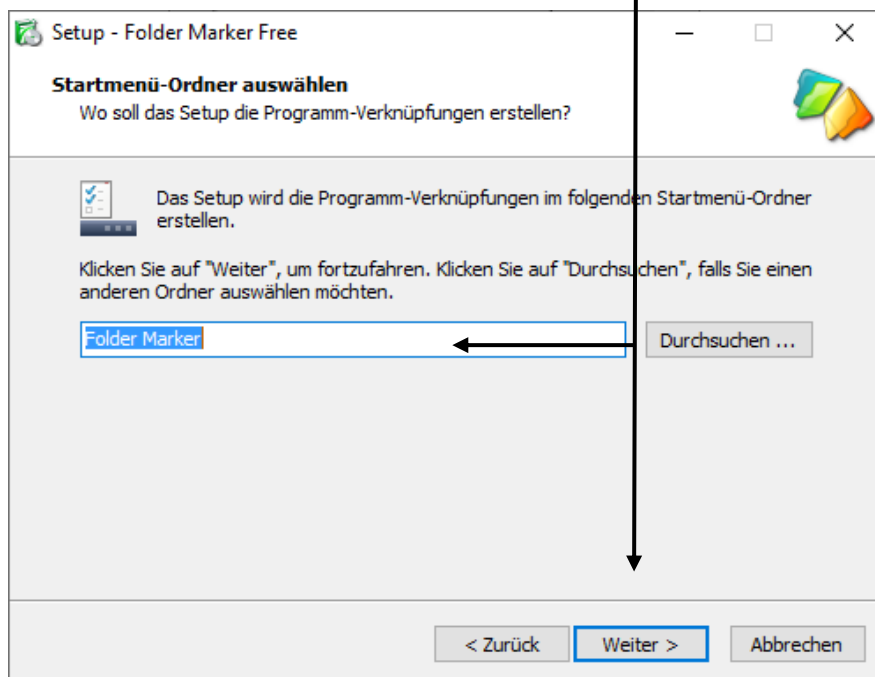 Setup - Folder Marker Free
Startmenü-Ordner auswählen
Wo soll das Setup die Programm-Verknüpfungen erstellen?
Das Setup wird die Programm-Verknüpfungen im folgenden Startmenü-Ordner
erstellen.
Klicken Sie auf "Weiter", um fortzufahren. Klicken Sie auf "Durchsuchen", falls Sie einen
anderen Ordner auswählen möchten.
Folder Marker
Durchsuchen ...
< Zurück
Weiter >
Abbrechen